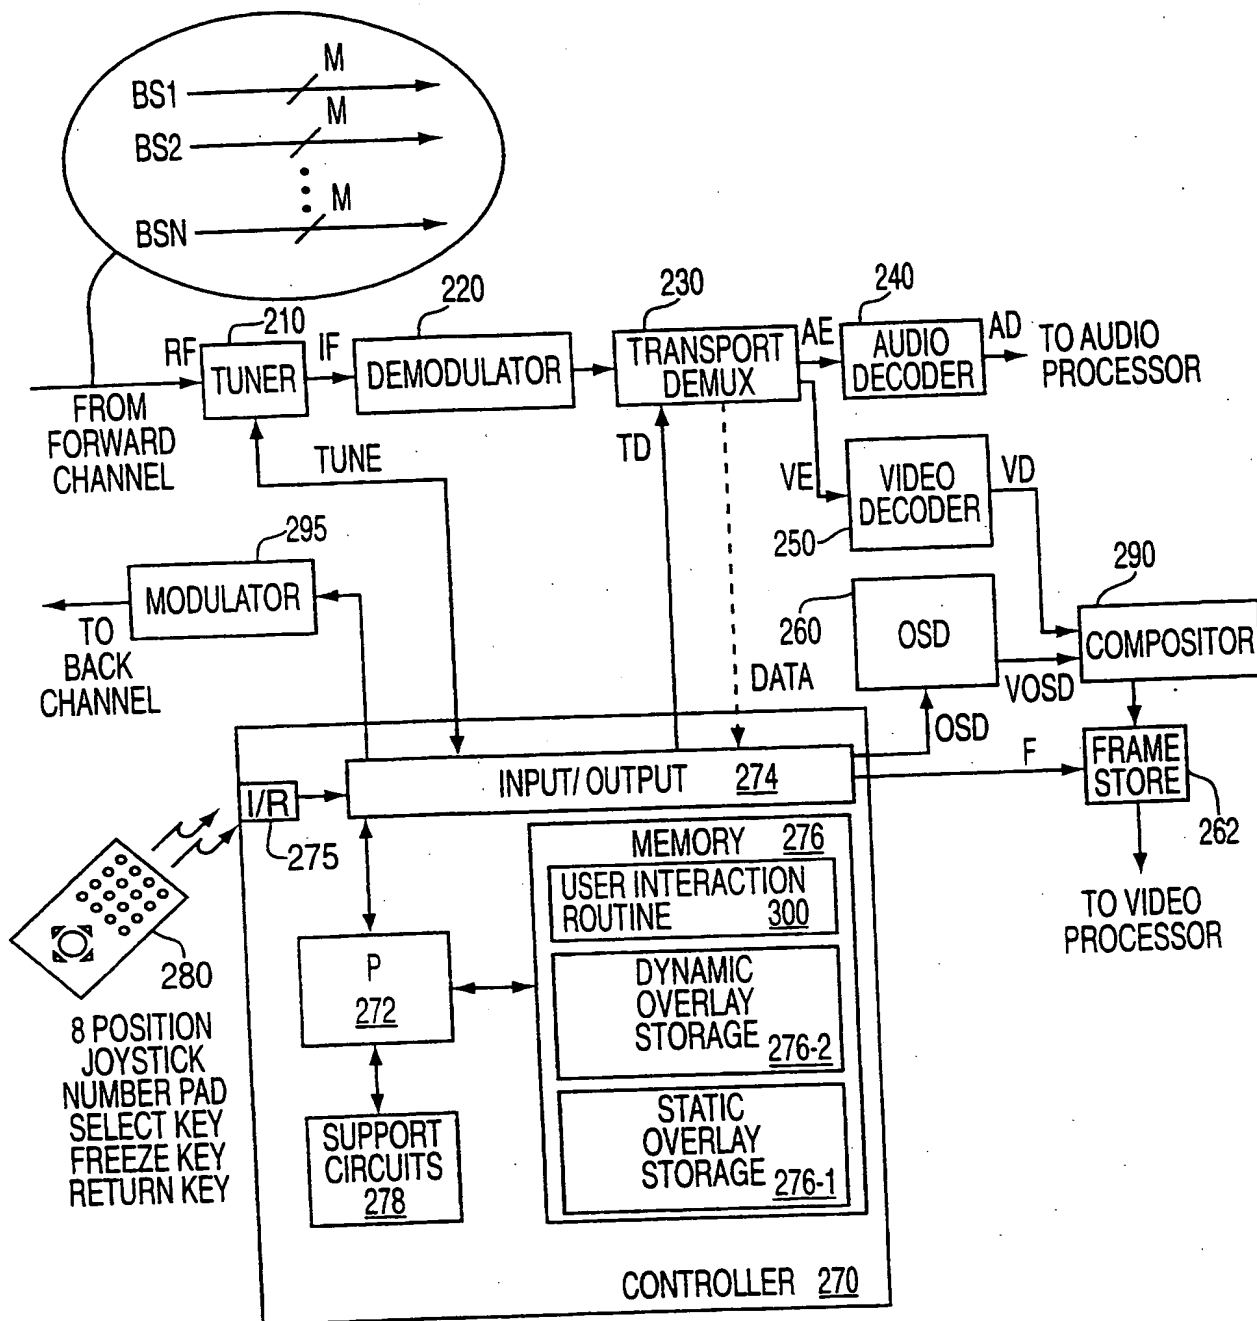 BS1
M
BS2
M
BSN
M
RF
210
TUNER
IF
220
DEMODULATOR
230
TRANSPORT
DEMUX
AE
240
AUDIO
DECODER
AD
TO AUDIO
PROCESSOR
FROM
FORWARD
CHANNEL
TUNE
TD
VE
VIDEO
DECODER
250
VD
295
MODULATOR
TO
BACK
CHANNEL
DATA
260
OSD
VOSD
290
COMPOSITOR
OSD
F
FRAME
STORE
262
TO VIDEO
PROCESSOR
INPUT/ OUTPUT 274
I/R
275
280
8 POSITION
JOYSTICK
NUMBER PAD
SELECT KEY
FREEZE KEY
RETURN KEY
P
272
SUPPORT
CIRCUITS
278
MEMORY 276
USER INTERACTION
ROUTINE 300
DYNAMIC
OVERLAY
STORAGE
276-2
STATIC
OVERLAY
STORAGE
276-1
CONTROLLER 270